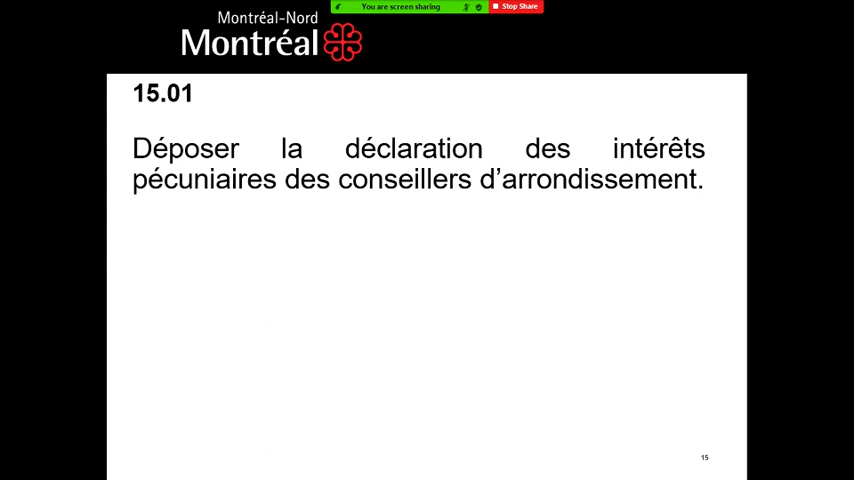 You are screen sharing
Stop Share
Montréal-Nord
Montréal
15.01
Déposer la déclaration des intérêts
pécuniaires des conseillers d’arrondissement.
15